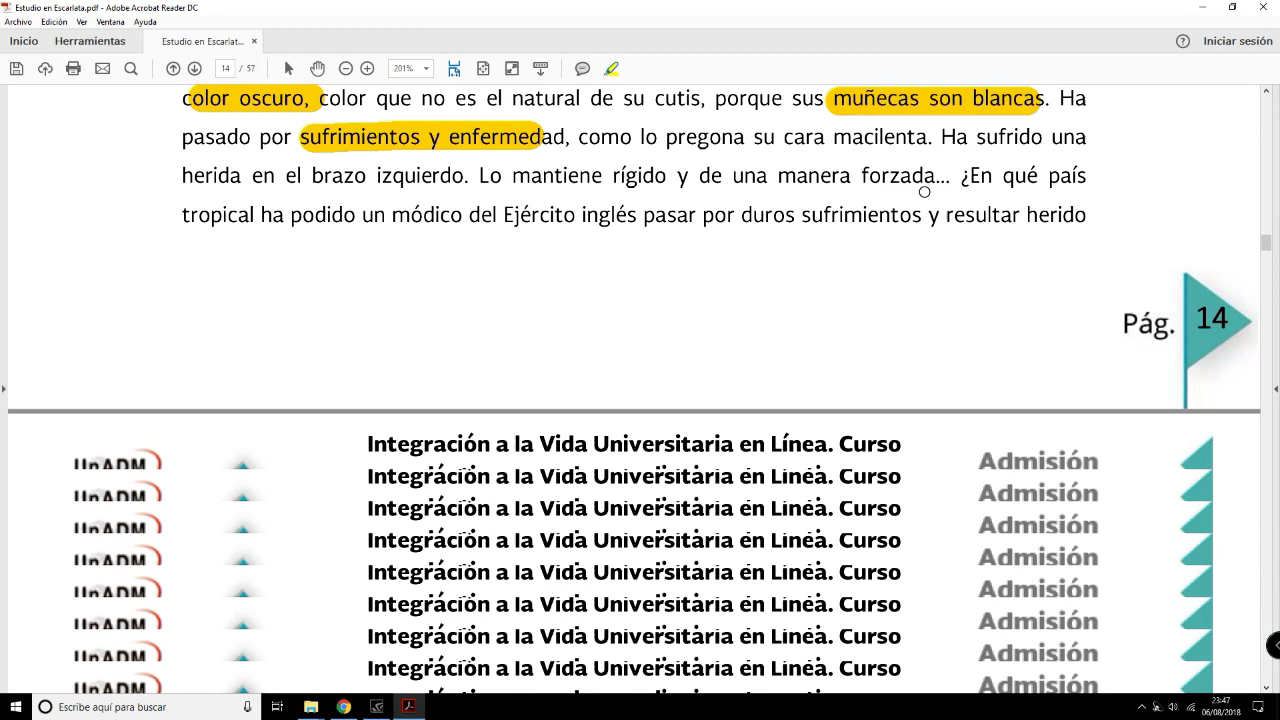 Estudio en Escarlata.pdf - Adobe Acrobat Reader DC
Archivo Edición Ver Ventana Ayuda
Inicio Herramientas Estudio en Escarlat... × Iniciar sesión
14 / 57 201%
color oscuro, color que no es el natural de su cutis, porque sus muñecas son blancas. Ha
pasado por sufrimientos y enfermedad, como lo pregona su cara macilenta. Ha sufrido una
herida en el brazo izquierdo. Lo mantiene rígido y de una manera forzada... ¿En qué país
tropical ha podido un módico del Ejército inglés pasar por duros sufrimientos y resultar herido
Pág. 14
UnADM Integración a la Vida Universitaria en Línea. Curso Admisión
UnADM Integración a la Vida Universitaria en Línea. Curso Admisión
UnADM Integración a la Vida Universitaria en Línea. Curso Admisión
UnADM Integración a la Vida Universitaria en Línea. Curso Admisión
UnADM Integración a la Vida Universitaria en Línea. Curso Admisión
UnADM Integración a la Vida Universitaria en Línea. Curso Admisión
UnADM Integración a la Vida Universitaria en Línea. Curso Admisión
UnADM Integración a la Vida Universitaria en Línea. Curso Admisión
Escribe aquí para buscar
23:47
06/08/2018